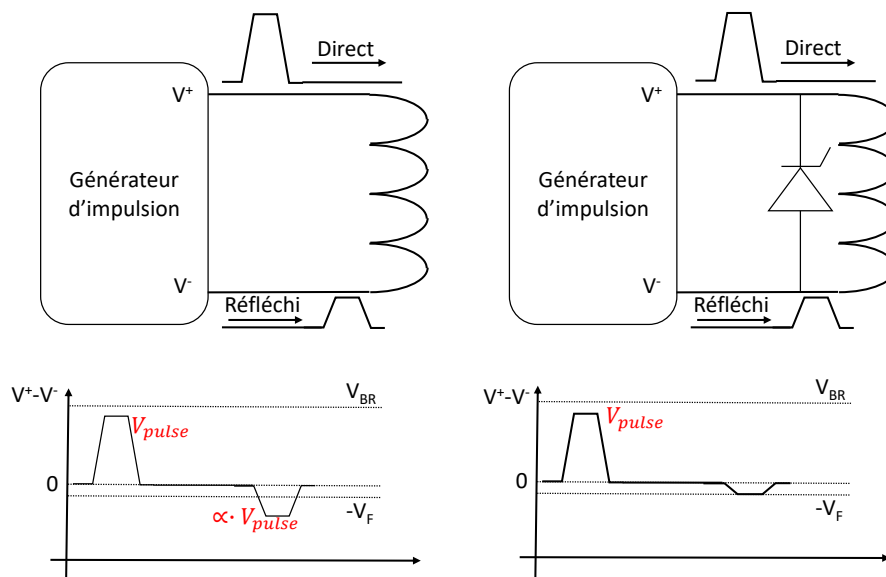 Direct
V⁺
Générateur
d'impulsion
V⁻
Réfléchi
V⁺-V⁻
V_BR
V_pulse
0
∝· V_pulse
-V_F
Direct
V⁺
Générateur
d'impulsion
V⁻
Réfléchi
V⁺-V⁻
V_BR
V_pulse
0
-V_F